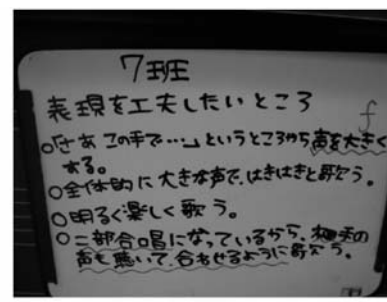 7班
表現を工夫したいところ
f
○「さあ この手で……」というところから声を大きく
する。
○全体的に大きな声で、はきはきと歌う。
○明るく楽しく歌う。
○二部合唱になっているから、相手の
声も聴いて、合わせるように歌う。